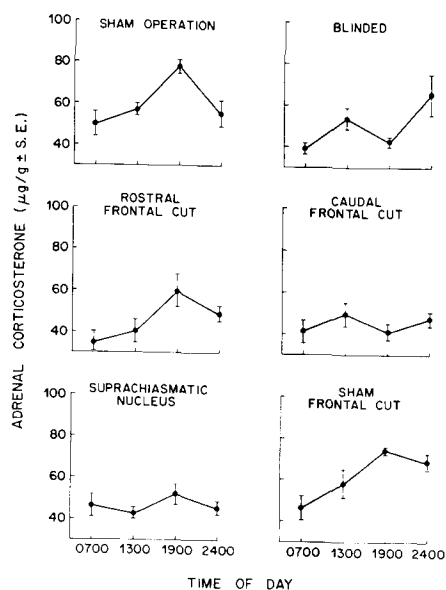 SHAM OPERATION
BLINDED
100
80
60
40
ROSTRAL
FRONTAL CUT
CAUDAL
FRONTAL CUT
100
80
60
40
SUPRACHIASMATIC
NUCLEUS
SHAM
FRONTAL CUT
100
80
60
40
0700 1300 1900 2400
0700 1300 1900 2400
TIME OF DAY
ADRENAL CORTICOSTERONE (µg/g ± S.E.)